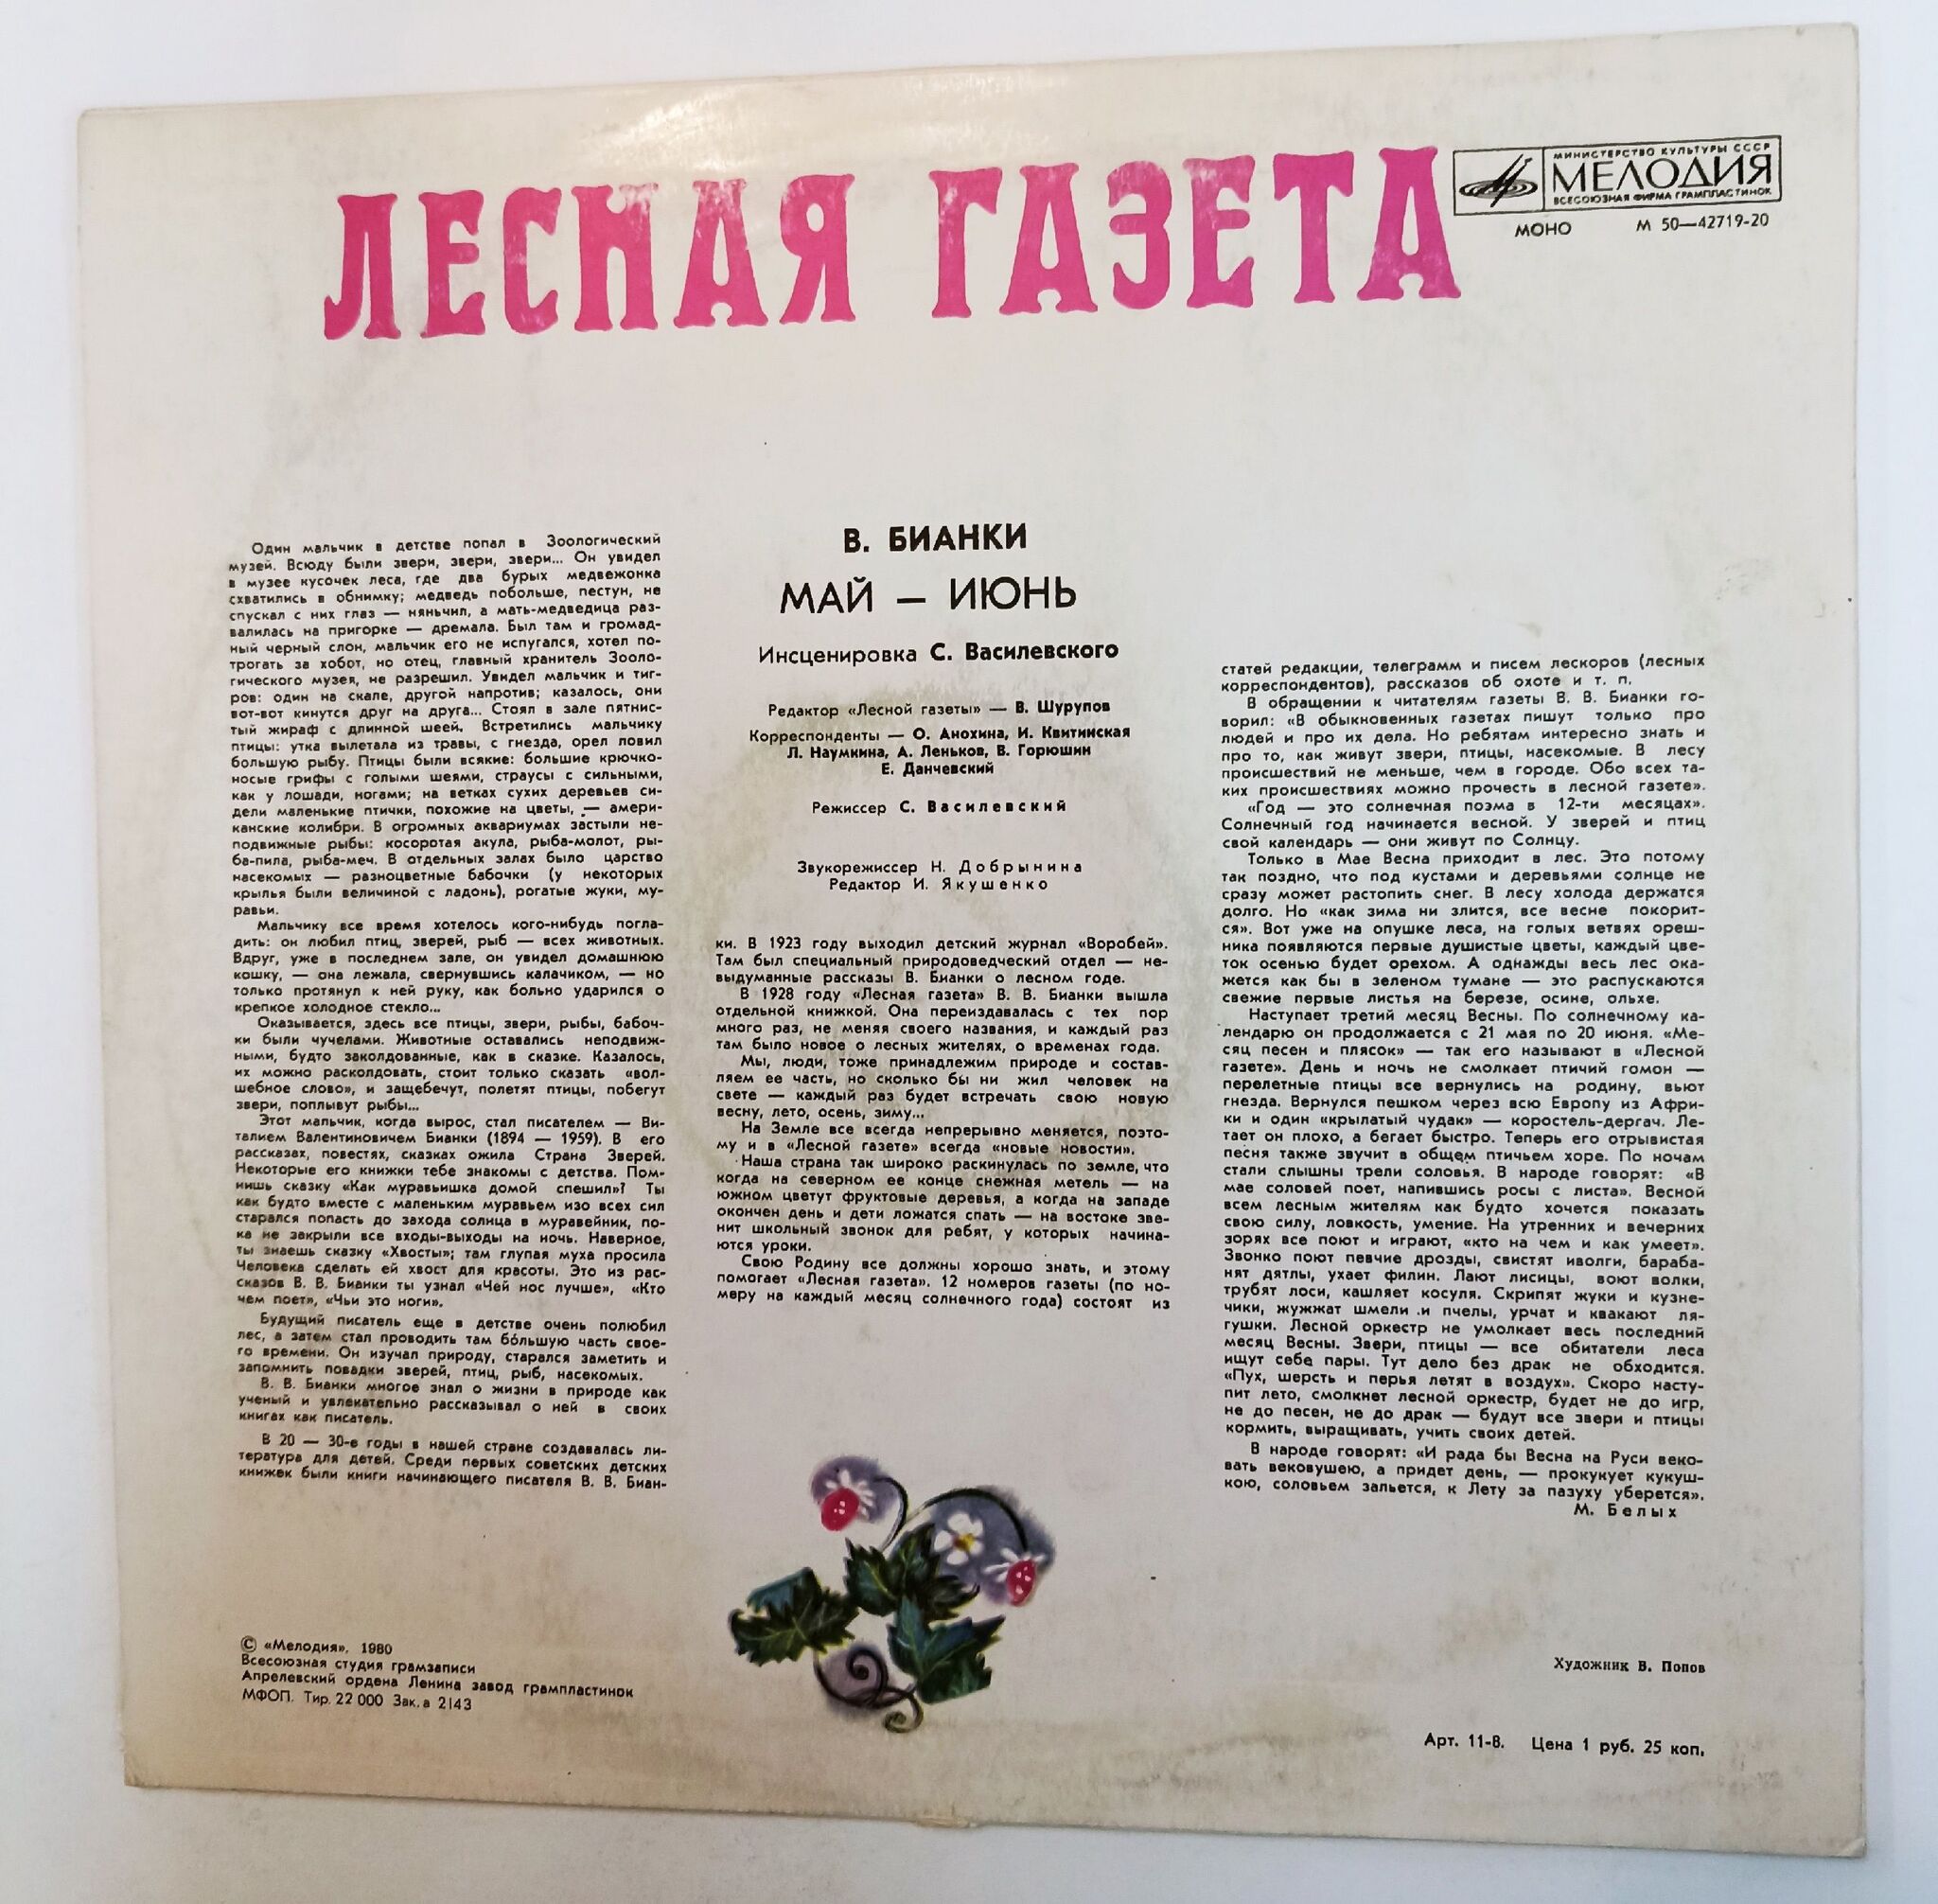 ЛЕСНАЯ ГАЗЕТА
МИНИСТЕРСТВО КУЛЬТУРЫ СССР
МЕЛОДИЯ
ВСЕСОЮЗНАЯ ФИРМА ГРАМПЛАСТИНОК
МОНО М 50—42719-20
Один мальчик в детстве попал в Зоологический
музей. Всюду были звери, звери, звери... Он увидел
в музее кусочек леса, где два бурых медвежонка
схватились в обнимку; медведь побольше, пестун, не
спускал с них глаз — няньчил, а мать-медведица раз-
валилась на пригорке — дремала. Был там и громад-
ный черный слон, мальчик его не испугался, хотел по-
трогать за хобот, но отец, главный хранитель Зооло-
гического музея, не разрешил. Увидел мальчик и тиг-
ров: один на скале, другой напротив; казалось, они
вот-вот кинутся друг на друга... Стоял в зале пятнис-
тый жираф с длинной шеей. Встретились мальчику
птицы: утка вылетала из травы, с гнезда, орел ловил
большую рыбу. Птицы были всякие: большие крючко-
носые грифы с голыми шеями, страусы с сильными,
как у лошади, ногами; на ветках сухих деревьев си-
дели маленькие птички, похожие на цветы, — амери-
канские колибри. В огромных аквариумах застыли не-
подвижные рыбы: косоротая акула, рыба-молот, ры-
ба-пила, рыба-меч. В отдельных залах было царство
насекомых — разноцветные бабочки (у некоторых
крылья были величиной с ладонь), рогатые жуки, му-
равьи.
Мальчику все время хотелось кого-нибудь погла-
дить: он любил птиц, зверей, рыб — всех животных.
Вдруг, уже в последнем зале, он увидел домашнюю
кошку, — она лежала, свернувшись калачиком, — но
только протянул к ней руку, как больно ударился о
крепкое холодное стекло...
Оказывается, здесь все птицы, звери, рыбы, бабоч-
ки были чучелами. Животные оставались неподвиж-
ными, будто заколдованные, как в сказке. Казалось,
их можно расколдовать, стоит только сказать «вол-
шебное слово», и защебечут, полетят птицы, побегут
звери, поплывут рыбы...
Этот мальчик, когда вырос, стал писателем — Ви-
талием Валентиновичем Бианки (1894 — 1959). В его
рассказах, повестях, сказках ожила Страна Зверей.
Некоторые его книжки тебе знакомы с детства. Пом-
нишь сказку «Как муравьишка домой спешил»? Ты
как будто вместе с маленьким муравьем изо всех сил
старался попасть до захода солнца в муравейник, по-
ка не закрыли все входы-выходы на ночь. Наверное,
ты знаешь сказку «Хвосты»; там глупая муха просила
Человека сделать ей хвост для красоты. Это из рас-
сказов В. В. Бианки ты узнал «Чей нос лучше», «Кто
чем поет», «Чьи это ноги».
Будущий писатель еще в детстве очень полюбил
лес, а затем стал проводить там бо́льшую часть свое-
го времени. Он изучал природу, старался заметить и
запомнить повадки зверей, птиц, рыб, насекомых.
В. В. Бианки многое знал о жизни в природе как
ученый и увлекательно рассказывал о ней в своих
книгах как писатель.
В 20 — 30-е годы в нашей стране создавалась ли-
тература для детей. Среди первых советских детских
книжек были книги начинающего писателя В. В. Биан-
В. БИАНКИ
МАЙ — ИЮНЬ
Инсценировка С. Василевского
Редактор «Лесной газеты» — В. Шурупов
Корреспонденты — О. Анохина, И. Квитинская
Л. Наумкина, А. Леньков, В. Горюшин
Е. Данчевский
Режиссер С. Василевский
Звукорежиссер Н. Добрынина
Редактор И. Якушенко
ки. В 1923 году выходил детский журнал «Воробей».
Там был специальный природоведческий отдел — не-
выдуманные рассказы В. Бианки о лесном годе.
В 1928 году «Лесная газета» В. В. Бианки вышла
отдельной книжкой. Она переиздавалась с тех пор
много раз, не меняя своего названия, и каждый раз
там было новое о лесных жителях, о временах года.
Мы, люди, тоже принадлежим природе и состав-
ляем ее часть, но сколько бы ни жил человек на
свете — каждый раз будет встречать свою новую
весну, лето, осень, зиму...
На Земле все всегда непрерывно меняется, поэто-
му и в «Лесной газете» всегда «новые новости».
Наша страна так широко раскинулась по земле, что
когда на северном ее конце снежная метель — на
южном цветут фруктовые деревья, а когда на западе
окончен день и дети ложатся спать — на востоке зве-
нит школьный звонок для ребят, у которых начина-
ются уроки.
Свою Родину все должны хорошо знать, и этому
помогает «Лесная газета». 12 номеров газеты (по но-
меру на каждый месяц солнечного года) состоят из
статей редакции, телеграмм и писем лескоров (лесных
корреспондентов), рассказов об охоте и т. п.
В обращении к читателям газеты В. В. Бианки го-
ворил: «В обыкновенных газетах пишут только про
людей и про их дела. Но ребятам интересно знать и
про то, как живут звери, птицы, насекомые. В лесу
происшествий не меньше, чем в городе. Обо всех та-
ких происшествиях можно прочесть в лесной газете».
«Год — это солнечная поэма в 12-ти месяцах».
Солнечный год начинается весной. У зверей и птиц
свой календарь — они живут по Солнцу.
Только в Мае Весна приходит в лес. Это потому
так поздно, что под кустами и деревьями солнце не
сразу может растопить снег. В лесу холода держатся
долго. Но «как зима ни злится, все весне покорит-
ся». Вот уже на опушке леса, на голых ветвях ореш-
ника появляются первые душистые цветы, каждый цве-
ток осенью будет орехом. А однажды весь лес ока-
жется как бы в зеленом тумане — это распускаются
свежие первые листья на березе, осине, ольхе.
Наступает третий месяц Весны. По солнечному ка-
лендарю он продолжается с 21 мая по 20 июня. «Ме-
сяц песен и плясок» — так его называют в «Лесной
газете». День и ночь не смолкает птичий гомон —
перелетные птицы все вернулись на родину, вьют
гнезда. Вернулся пешком через всю Европу из Афри-
ки и один «крылатый чудак» — коростель-дергач. Ле-
тает он плохо, а бегает быстро. Теперь его отрывистая
песня также звучит в общем птичьем хоре. По ночам
стали слышны трели соловья. В народе говорят: «В
мае соловей поет, напившись росы с листа». Весной
всем лесным жителям как будто хочется показать
свою силу, ловкость, умение. На утренних и вечерних
зорях все поют и играют, «кто на чем и как умеет».
Звонко поют певчие дрозды, свистят иволги, бараба-
нят дятлы, ухает филин. Лают лисицы, воют волки,
трубят лоси, кашляет косуля. Скрипят жуки и кузне-
чики, жужжат шмели и пчелы, урчат и квакают ля-
гушки. Лесной оркестр не умолкает весь последний
месяц Весны. Звери, птицы — все обитатели леса
ищут себе пары. Тут дело без драк не обходится.
«Пух, шерсть и перья летят в воздух». Скоро насту-
пит лето, смолкнет лесной оркестр, будет не до игр,
не до песен, не до драк — будут все звери и птицы
кормить, выращивать, учить своих детей.
В народе говорят: «И рада бы Весна на Руси веко-
вать вековушею, а придет день, — прокукует кукуш-
кою, соловьем зальется, к Лету за пазуху уберется».
М. Белых
© «Мелодия», 1980
Всесоюзная студия грамзаписи
Апрелевский ордена Ленина завод грампластинок
МФОП. Тир. 22 000 Зак.а 2143
Художник В. Попов
Арт. 11-8. Цена 1 руб. 25 коп.